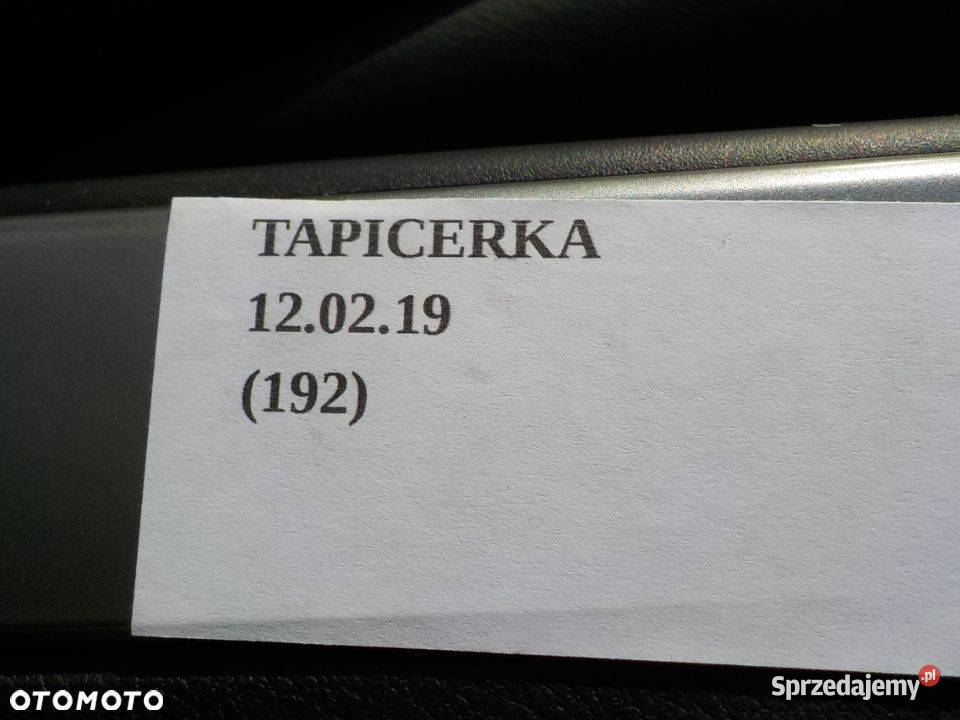 TAPICERKA
12.02.19
(192)
OTOMOTO
Sprzedajemy.pl